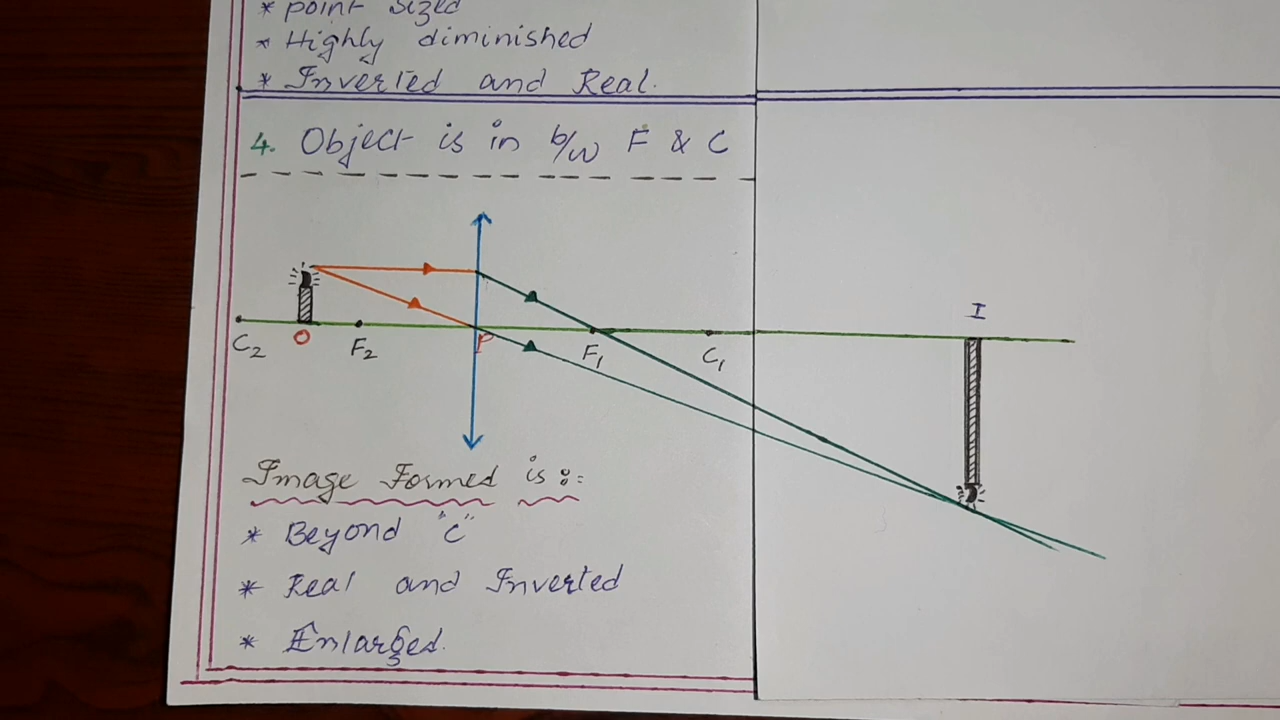 * point sized
* Highly diminished
* Inverted and Real.
4. Object is in b/w F & C
I
C2 O F2 P F1 C1
Image Formed is :-
* Beyond "C"
* Real and Inverted
* Enlarged.